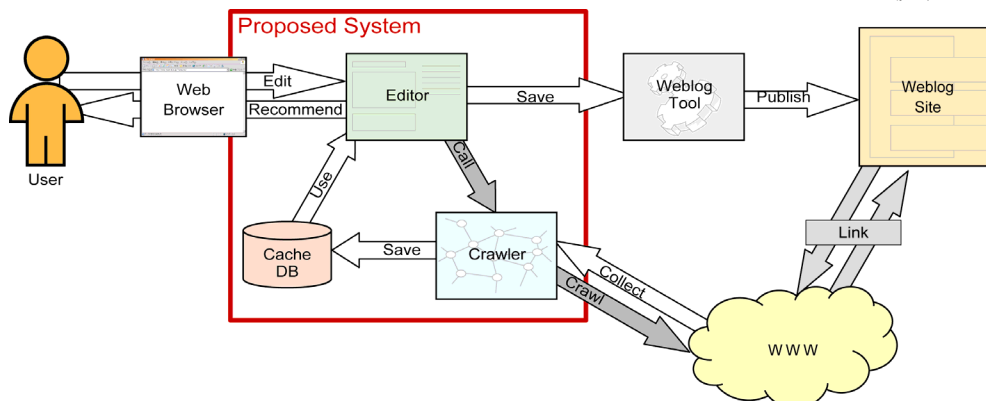 Proposed System
Web
Browser
Edit
Recommend
Editor
Save
Weblog
Tool
Publish
Weblog
Site
User
Use
Call
Link
Cache
DB
Save
Crawler
Collect
Crawl
WWW